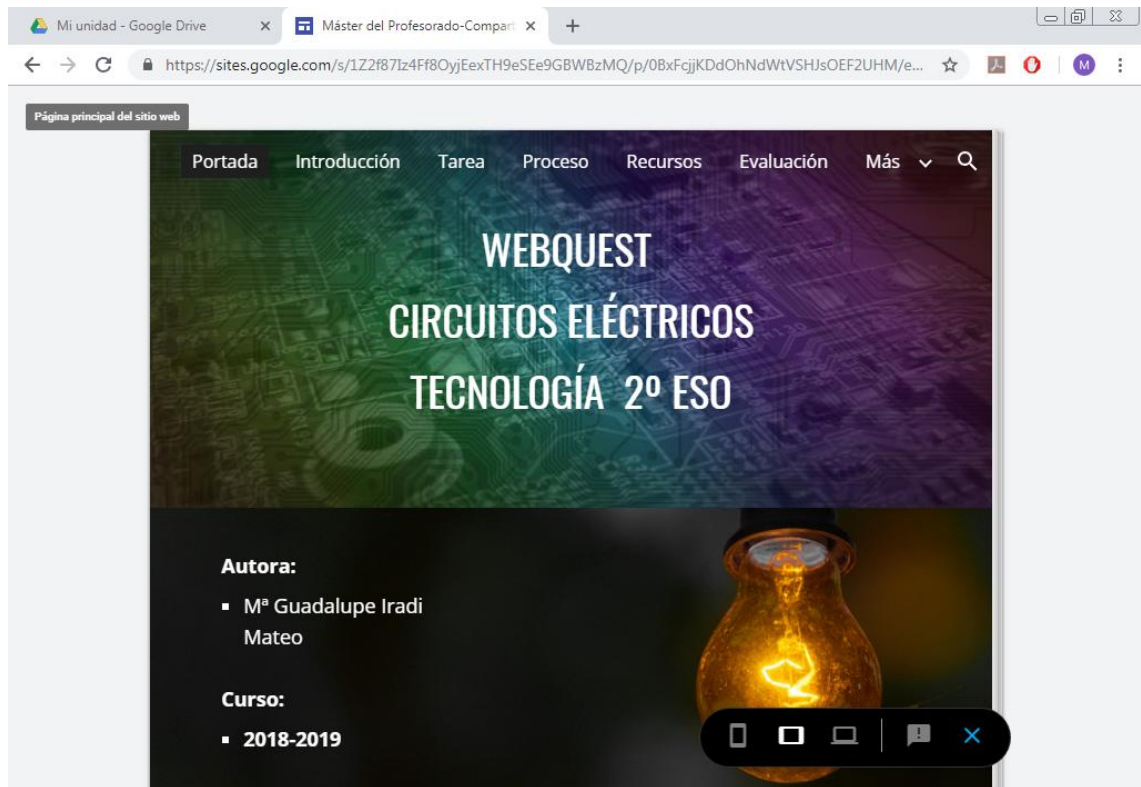 Mi unidad - Google Drive
Máster del Profesorado-Compart
https://sites.google.com/s/1Z2f87Iz4Ff8OyjEexTH9eSEe9GBWBzMQ/p/0BxFcjjKDdOhNdWtVSHJsOEF2UHM/e...
M
Página principal del sitio web
Portada Introducción Tarea Proceso Recursos Evaluación Más
WEBQUEST
CIRCUITOS ELÉCTRICOS
TECNOLOGÍA 2º ESO
Autora:
▪ Mª Guadalupe Iradi
Mateo
Curso:
▪ 2018-2019